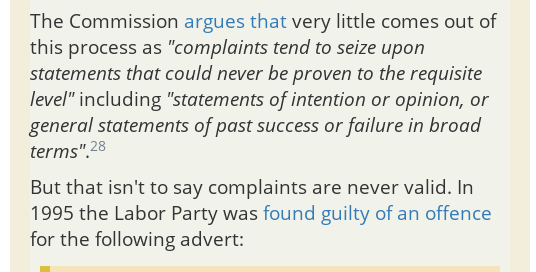 The Commission argues that very little comes out of
this process as "complaints tend to seize upon
statements that could never be proven to the requisite
level" including "statements of intention or opinion, or
general statements of past success or failure in broad
terms".28
But that isn't to say complaints are never valid. In
1995 the Labor Party was found guilty of an offence
for the following advert: